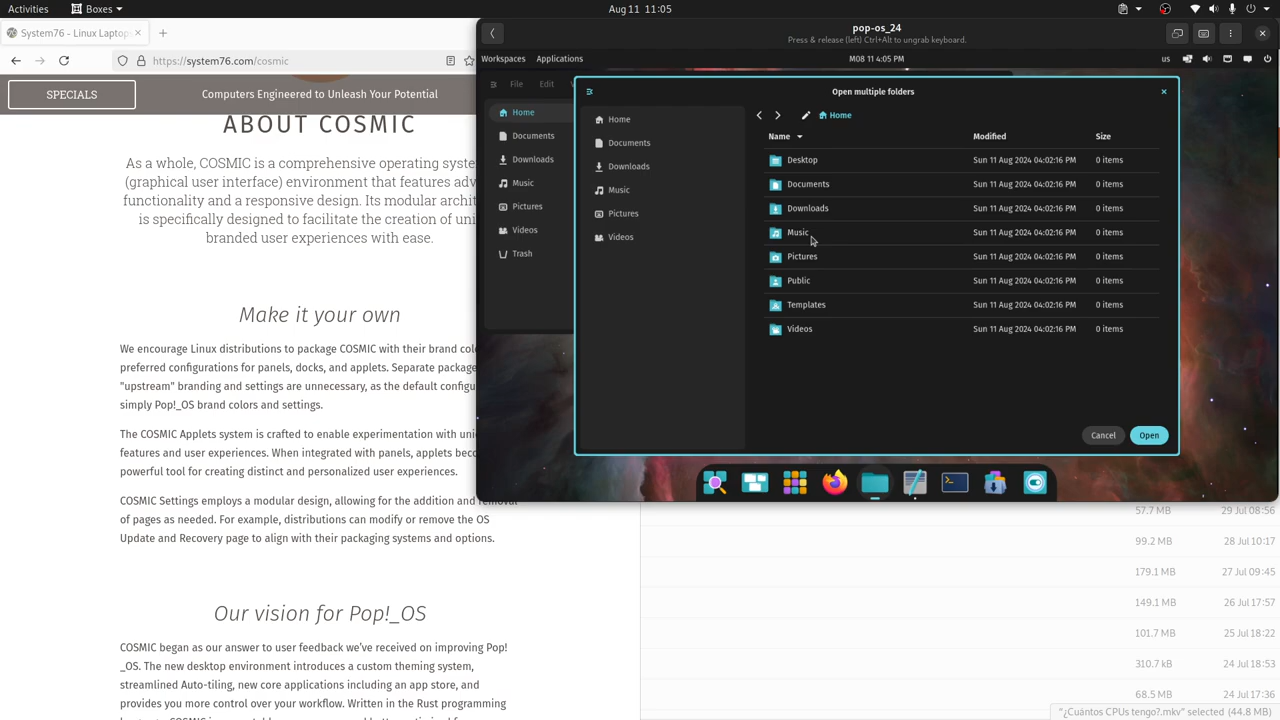 Activities
Boxes
Aug 11 11:05
System76 - Linux Laptops
https://system76.com/cosmic
SPECIALS
Computers Engineered to Unleash Your Potential
ABOUT COSMIC
As a whole, COSMIC is a comprehensive operating
(graphical user interface) environment that features
functionality and a responsive design. Its modular
is specifically designed to facilitate the creation of
branded user experiences with ease.
Make it your own
We encourage Linux distributions to package COSMIC with their brand
preferred configurations for panels, docks, and applets. Separate
"upstream" branding and settings are unnecessary, as the default
simply Pop!_OS brand colors and settings.
The COSMIC Applets system is crafted to enable experimentation with
features and user experiences. When integrated with panels, applets
powerful tool for creating distinct and personalized user experiences.
COSMIC Settings employs a modular design, allowing for the addition and removal
of pages as needed. For example, distributions can modify or remove the OS
Update and Recovery page to align with their packaging systems and options.
Our vision for Pop!_OS
COSMIC began as our answer to user feedback we've received on improving Pop!
_OS. The new desktop environment introduces a custom theming system,
streamlined Auto-tiling, new core applications including an app store, and
provides you more control over your workflow. Written in the Rust programming
pop-os_24
Press & release (left) Ctrl+Alt to ungrab keyboard.
Workspaces Applications
M08 11 4:05 PM
us
File Edit
Home
Documents
Downloads
Music
Pictures
Videos
Trash
Open multiple folders
Home
Documents
Downloads
Music
Pictures
Videos
Home
Name Modified Size
Desktop Sun 11 Aug 2024 04:02:16 PM 0 items
Documents Sun 11 Aug 2024 04:02:16 PM 0 items
Downloads Sun 11 Aug 2024 04:02:16 PM 0 items
Music Sun 11 Aug 2024 04:02:16 PM 0 items
Pictures Sun 11 Aug 2024 04:02:16 PM 0 items
Public Sun 11 Aug 2024 04:02:16 PM 0 items
Templates Sun 11 Aug 2024 04:02:16 PM 0 items
Videos Sun 11 Aug 2024 04:02:16 PM 0 items
Cancel Open
57.7 MB 29 Jul 08:56
99.2 MB 28 Jul 10:17
179.1 MB 27 Jul 09:45
149.1 MB 26 Jul 17:57
101.7 MB 25 Jul 18:22
310.7 kB 24 Jul 18:53
68.5 MB 24 Jul 17:36
"¿Cuántos CPUs tengo?.mkv" selected (44.8 MB)